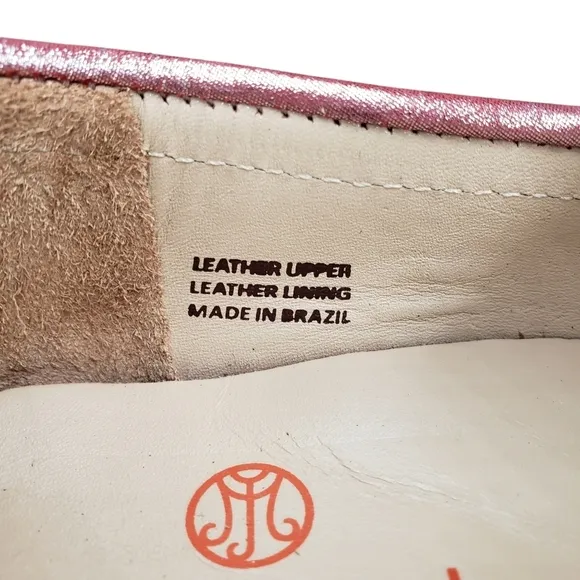 LEATHER UPPER
LEATHER LINING
MADE IN BRAZIL